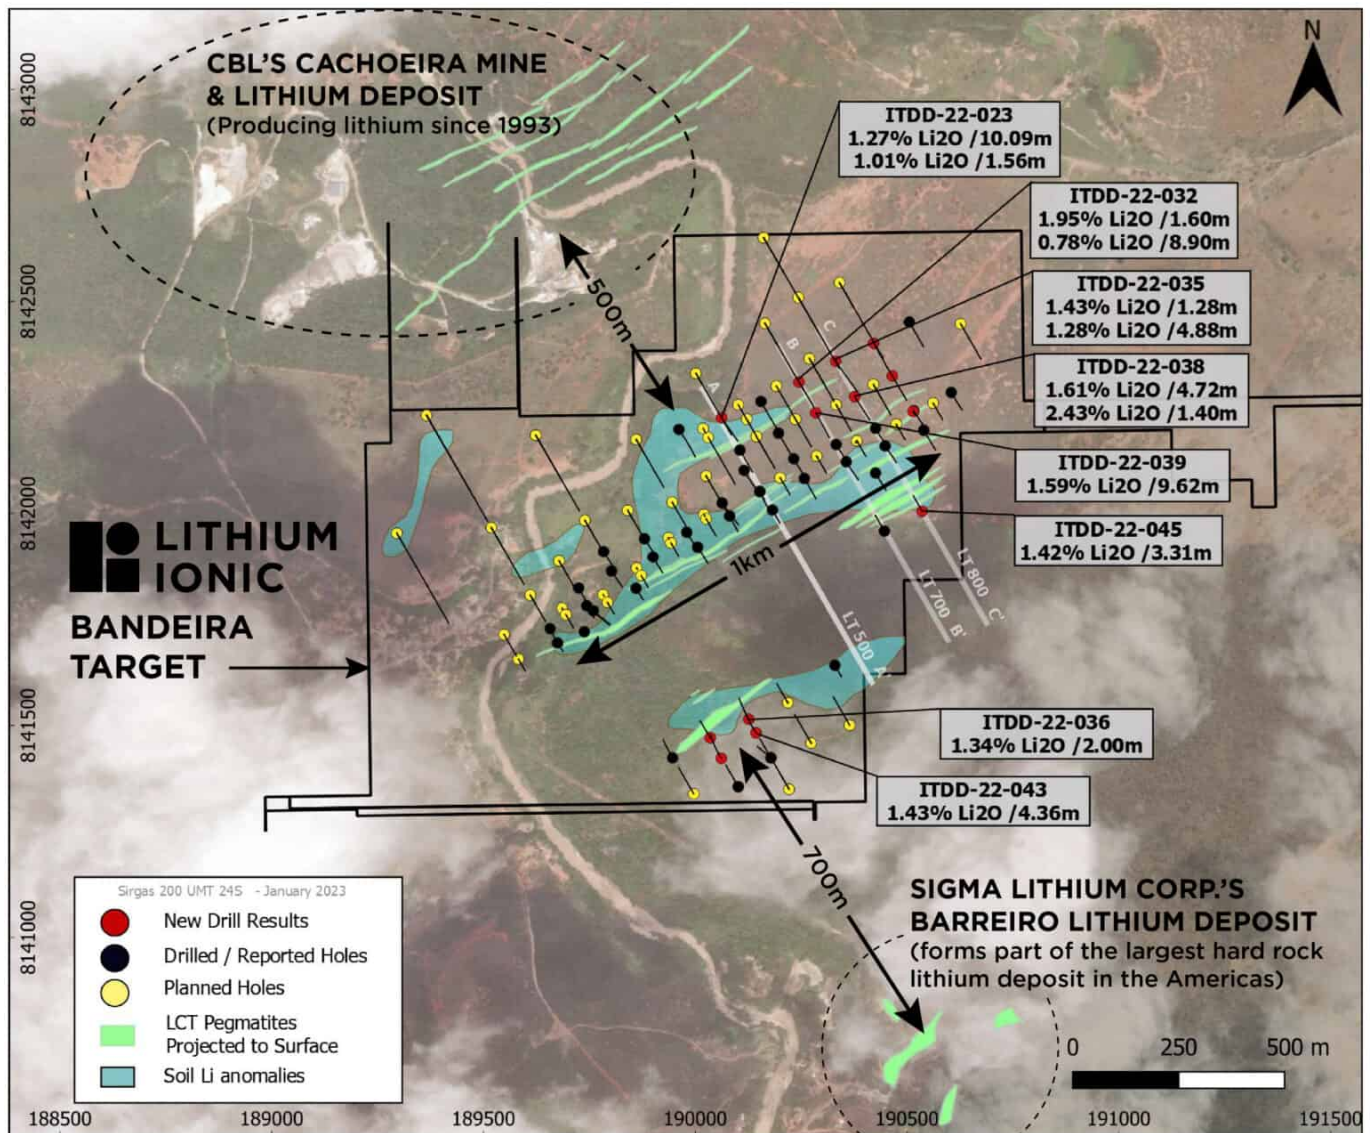 CBL'S CACHOEIRA MINE
& LITHIUM DEPOSIT
(Producing lithium since 1993)
N
ITDD-22-023
1.27% Li2O /10.09m
1.01% Li2O /1.56m
ITDD-22-032
1.95% Li2O /1.60m
0.78% Li2O /8.90m
ITDD-22-035
1.43% Li2O /1.28m
1.28% Li2O /4.88m
ITDD-22-038
1.61% Li2O /4.72m
2.43% Li2O /1.40m
ITDD-22-039
1.59% Li2O /9.62m
ITDD-22-045
1.42% Li2O /3.31m
500m
A
B
C
1km
LT 500 A'
LT 700 B'
LT 800 C'
LITHIUM
IONIC
BANDEIRA
TARGET
ITDD-22-036
1.34% Li2O /2.00m
ITDD-22-043
1.43% Li2O /4.36m
700m
SIGMA LITHIUM CORP.'S
BARREIRO LITHIUM DEPOSIT
(forms part of the largest hard rock
lithium deposit in the Americas)
Sirgas 200 UMT 24S - January 2023
New Drill Results
Drilled / Reported Holes
Planned Holes
LCT Pegmatites
Projected to Surface
Soil Li anomalies
0 250 500 m
8143000
8142500
8142000
8141500
8141000
188500 189000 189500 190000 190500 191000 191500